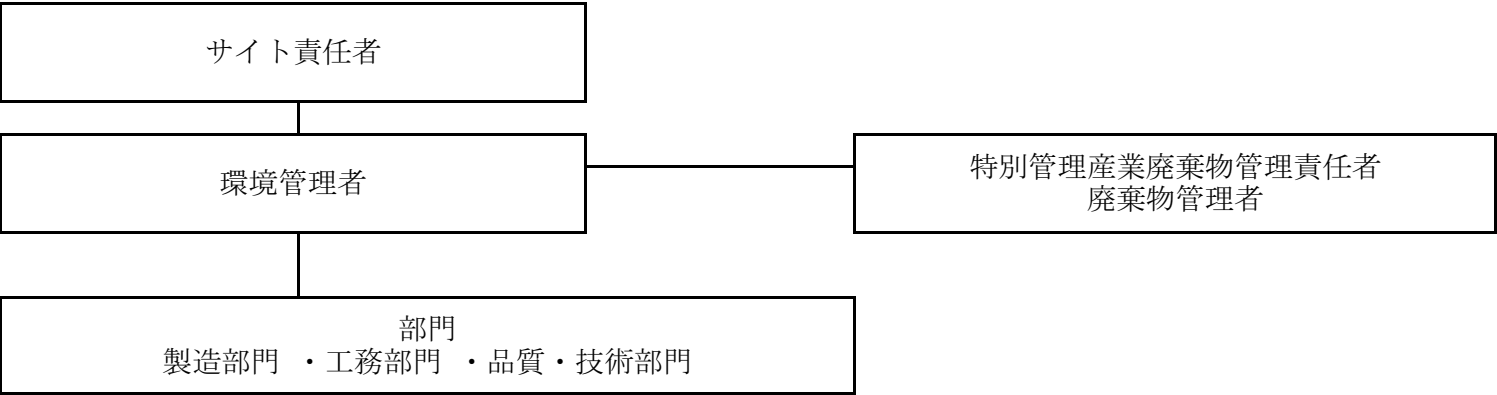 サイト責任者
環境管理者
特別管理産業廃棄物管理責任者
廃棄物管理者
部門
製造部門 ・工務部門 ・品質・技術部門